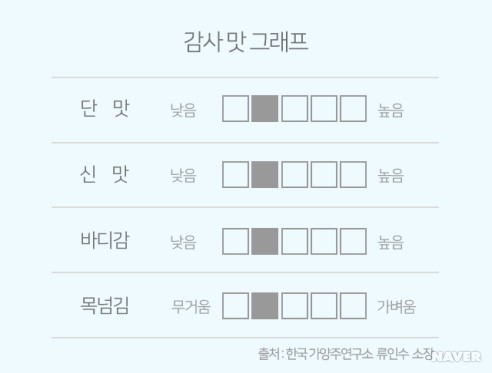 감사 맛 그래프
단 맛 낮음 높음
신 맛 낮음 높음
바디감 낮음 높음
목넘김 무거움 가벼움
출처 : 한국가양주연구소 류인수 소장
NAVER